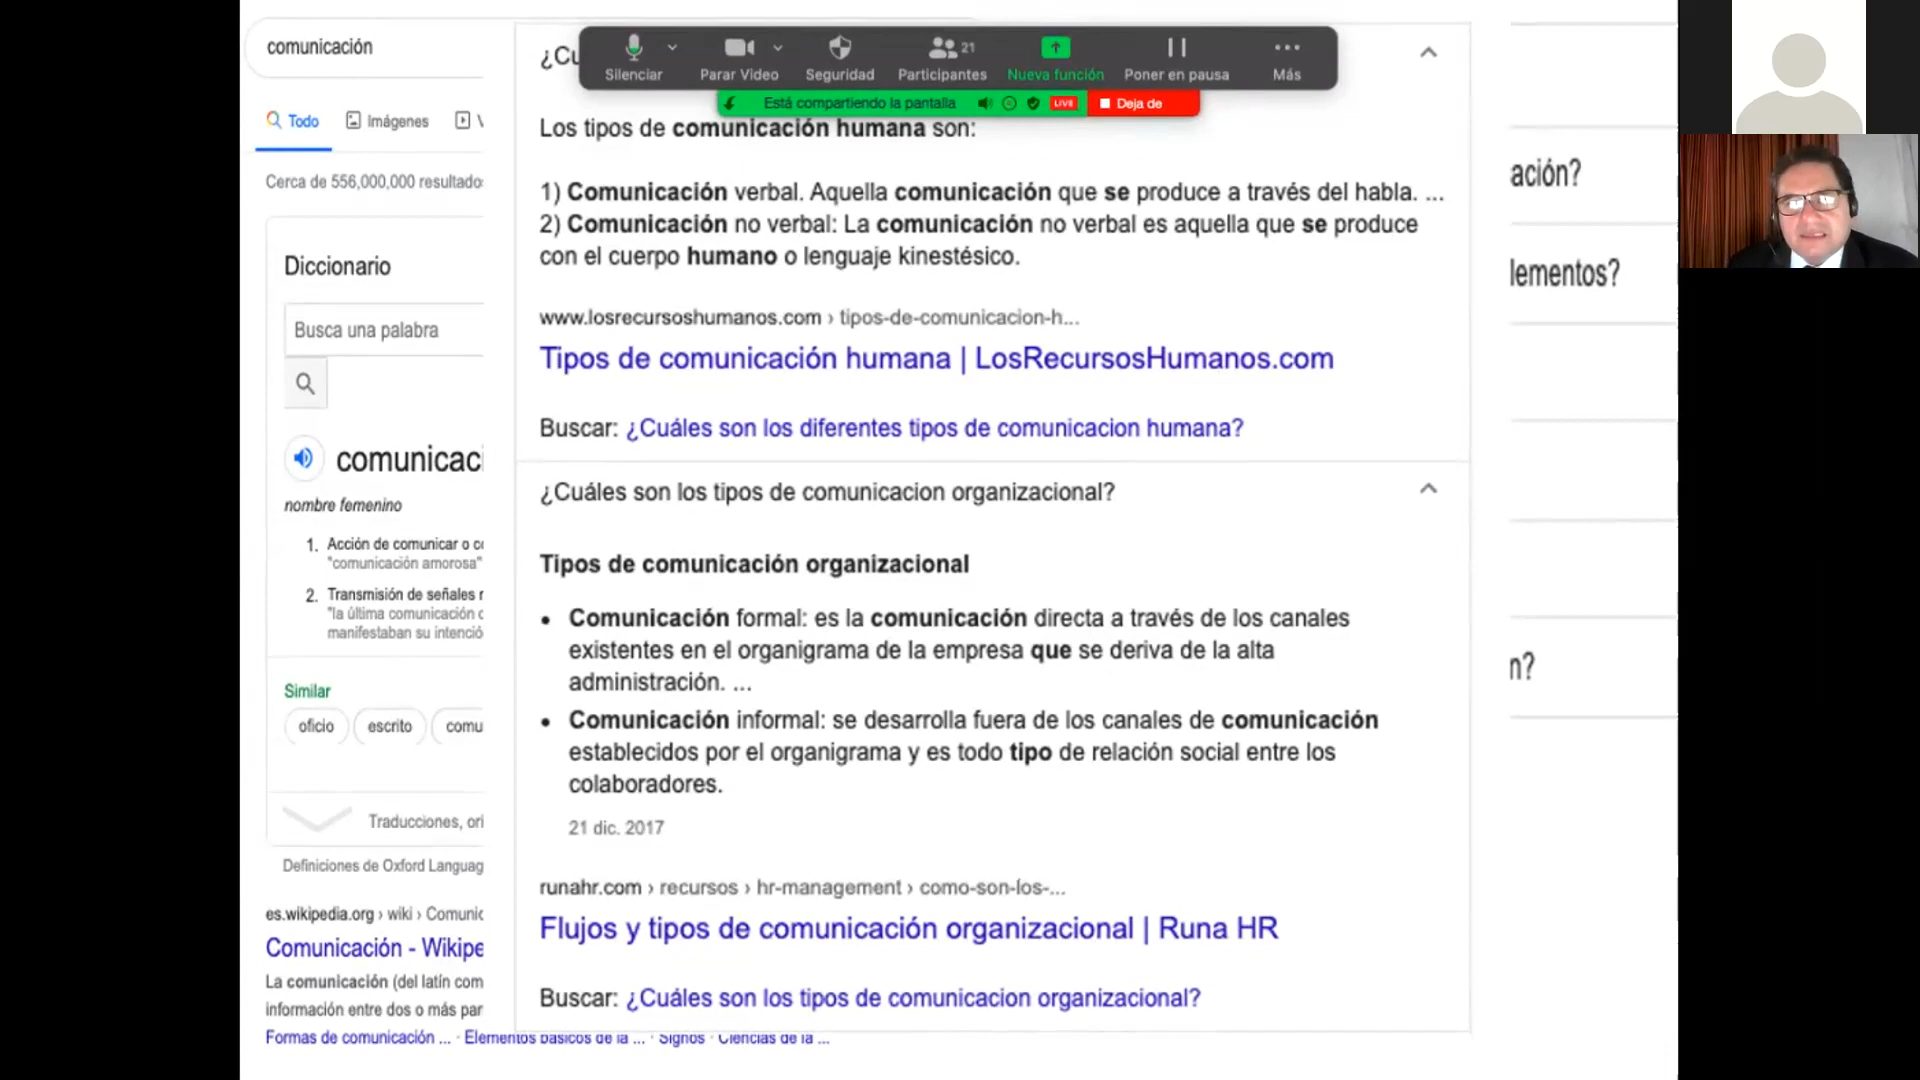 comunicación
Todo
Imágenes
Cerca de 556,000,000 resultado
Diccionario
Busca una palabra
comunicac
nombre femenino
1. Acción de comunicar o
"comunicación amorosa"
2. Transmisión de señales
"la última comunicación
manifestaban su intenció
Similar
oficio
escrito
comu
Traducciones, ori
Definiciones de Oxford Languag
es.wikipedia.org › wiki › Comunic
Comunicación - Wikipe
La comunicación (del latín com
información entre dos o más par
Formas de comunicación ... · Elementos básicos de la ... · Signos · Ciencias de la ...
¿Cu
Silenciar
Parar Video
Seguridad
Participantes
21
Nueva función
Poner en pausa
Más
Está compartiendo la pantalla
LIVE
Deja de
Los tipos de comunicación humana son:
1) Comunicación verbal. Aquella comunicación que se produce a través del habla. ...
2) Comunicación no verbal: La comunicación no verbal es aquella que se produce
con el cuerpo humano o lenguaje kinestésico.
www.losrecursoshumanos.com › tipos-de-comunicacion-h...
Tipos de comunicación humana | LosRecursosHumanos.com
Buscar: ¿Cuáles son los diferentes tipos de comunicacion humana?
¿Cuáles son los tipos de comunicacion organizacional?
Tipos de comunicación organizacional
• Comunicación formal: es la comunicación directa a través de los canales
existentes en el organigrama de la empresa que se deriva de la alta
administración. ...
• Comunicación informal: se desarrolla fuera de los canales de comunicación
establecidos por el organigrama y es todo tipo de relación social entre los
colaboradores.
21 dic. 2017
runahr.com › recursos › hr-management › como-son-los-...
Flujos y tipos de comunicación organizacional | Runa HR
Buscar: ¿Cuáles son los tipos de comunicacion organizacional?
ación?
lementos?
n?